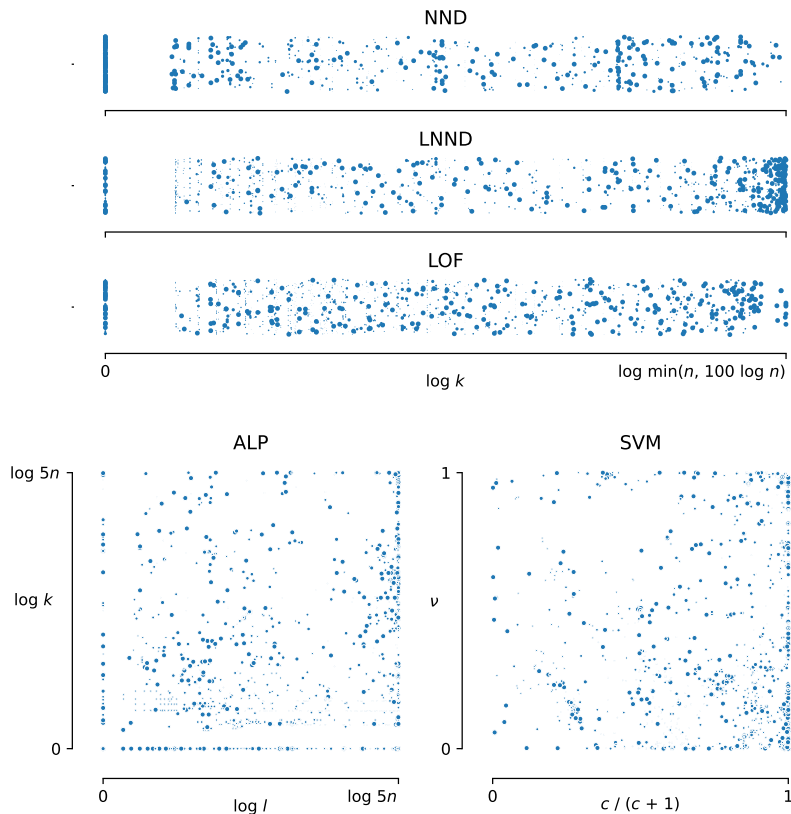 NND
LNND
LOF
0
log min(n, 100 log n)
log k
ALP
SVM
log 5n
1
log k
ν
0
0
0
log 5n
0
1
log l
c / (c + 1)